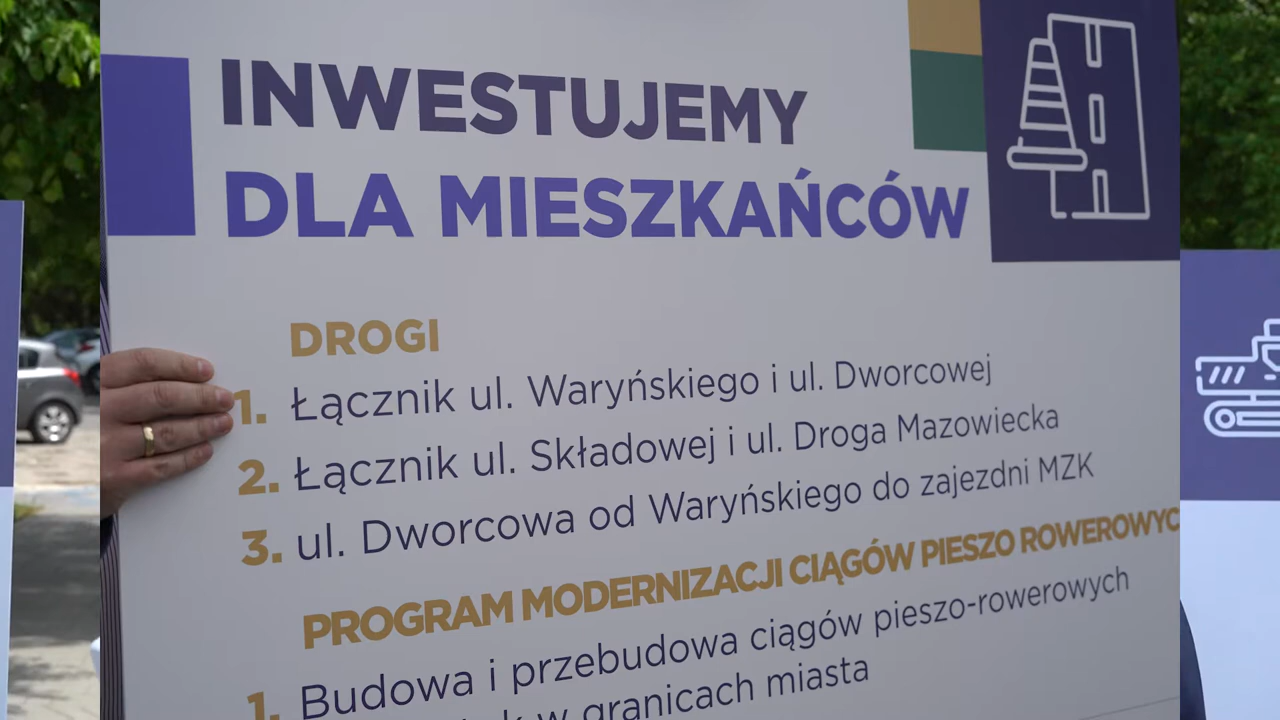 INWESTUJEMY
DLA MIESZKAŃCÓW
DROGI
1. Łącznik ul. Waryńskiego i ul. Dworcowej
2. Łącznik ul. Składowej i ul. Droga Mazowiecka
3. ul. Dworcowa od Waryńskiego do zajezdni MZK
PROGRAM MODERNIZACJI CIĄGÓW PIESZO
1. Budowa i przebudowa ciągów pieszo-rowerowych
w granicach miasta